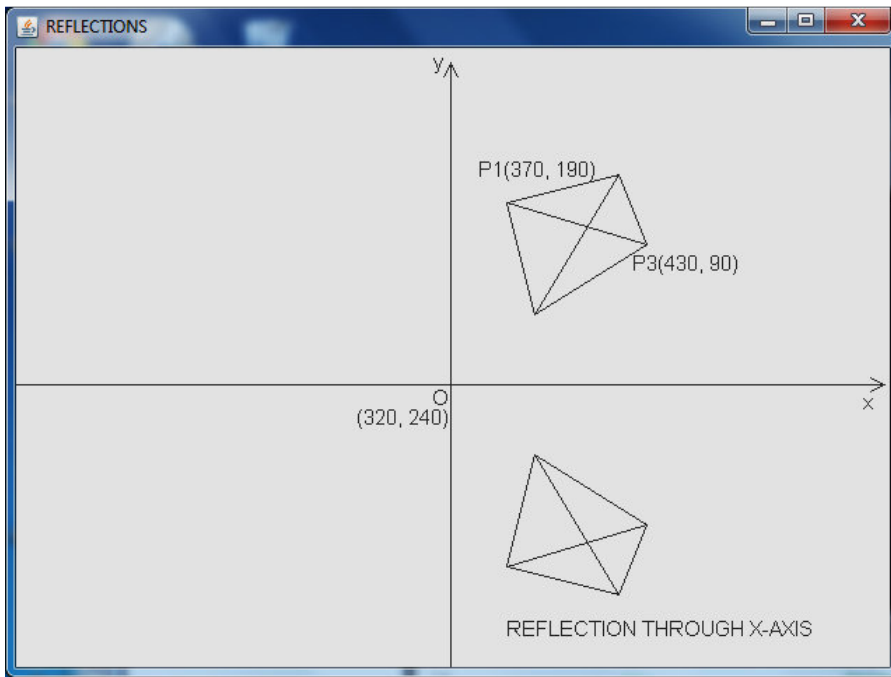 REFLECTIONS
y
P1(370, 190)
P3(430, 90)
O
x
(320, 240)
REFLECTION THROUGH X-AXIS